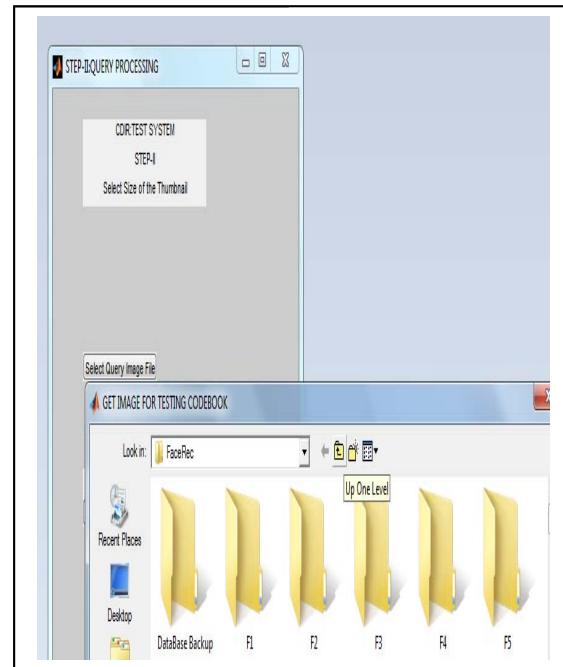 STEP-II:QUERY PROCESSING
CDIR:TEST SYSTEM
STEP-II
Select Size of the Thumbnail
Select Query Image File
GET IMAGE FOR TESTING CODEBOOK
Look in: FaceRec
Up One Level
Recent Places
Desktop
DataBase Backup F1 F2 F3 F4 F5